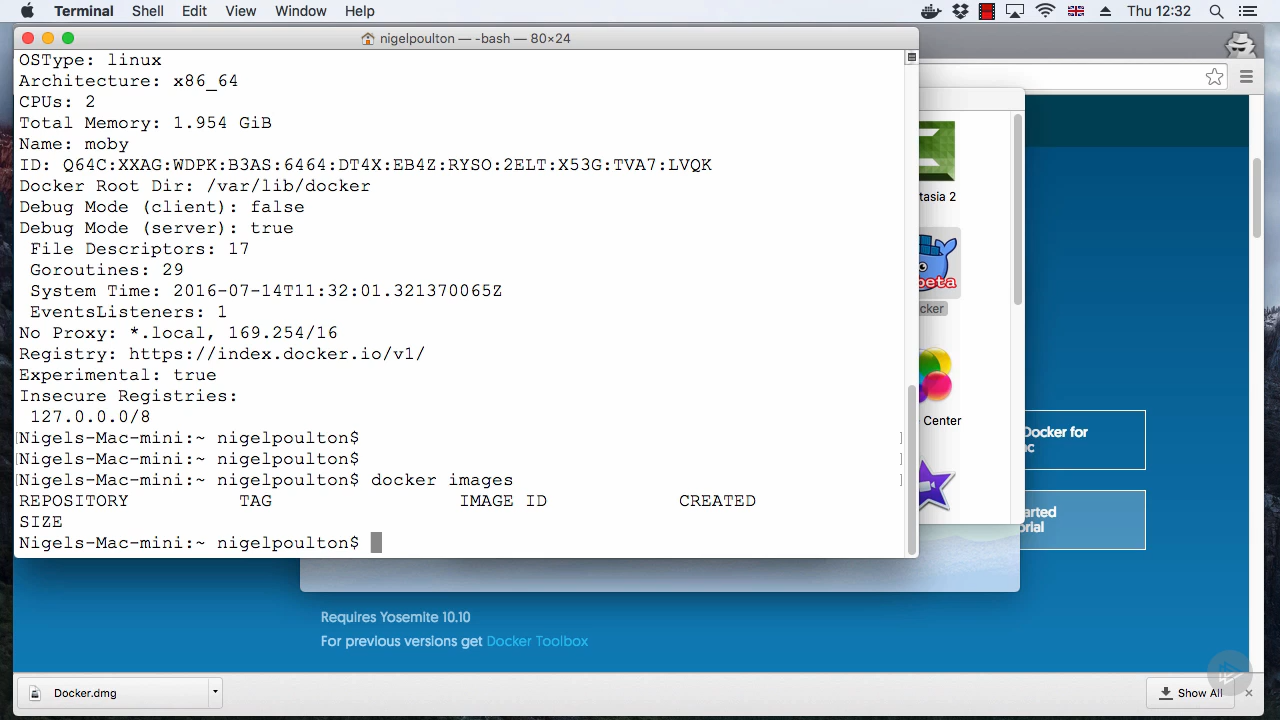 Terminal Shell Edit View Window Help Thu 12:32
nigelpoulton — -bash — 80×24
OSType: linux
Architecture: x86_64
CPUs: 2
Total Memory: 1.954 GiB
Name: moby
ID: Q64C:XXAG:WDPK:B3AS:6464:DT4X:EB4Z:RYSO:2ELT:X53G:TVA7:LVQK
Docker Root Dir: /var/lib/docker
Debug Mode (client): false
Debug Mode (server): true
File Descriptors: 17
Goroutines: 29
System Time: 2016-07-14T11:32:01.321370065Z
EventsListeners: 1
No Proxy: *.local, 169.254/16
Registry: https://index.docker.io/v1/
Experimental: true
Insecure Registries:
127.0.0.0/8
[Nigels-Mac-mini:~ nigelpoulton$ ]
[Nigels-Mac-mini:~ nigelpoulton$ ]
[Nigels-Mac-mini:~ nigelpoulton$ docker images ]
REPOSITORY TAG IMAGE ID CREATED
SIZE
Nigels-Mac-mini:~ nigelpoulton$
tasia 2
beta
cker
Center
Docker for
c
arted
orial
Requires Yosemite 10.10
For previous versions get Docker Toolbox
Docker.dmg
Show All